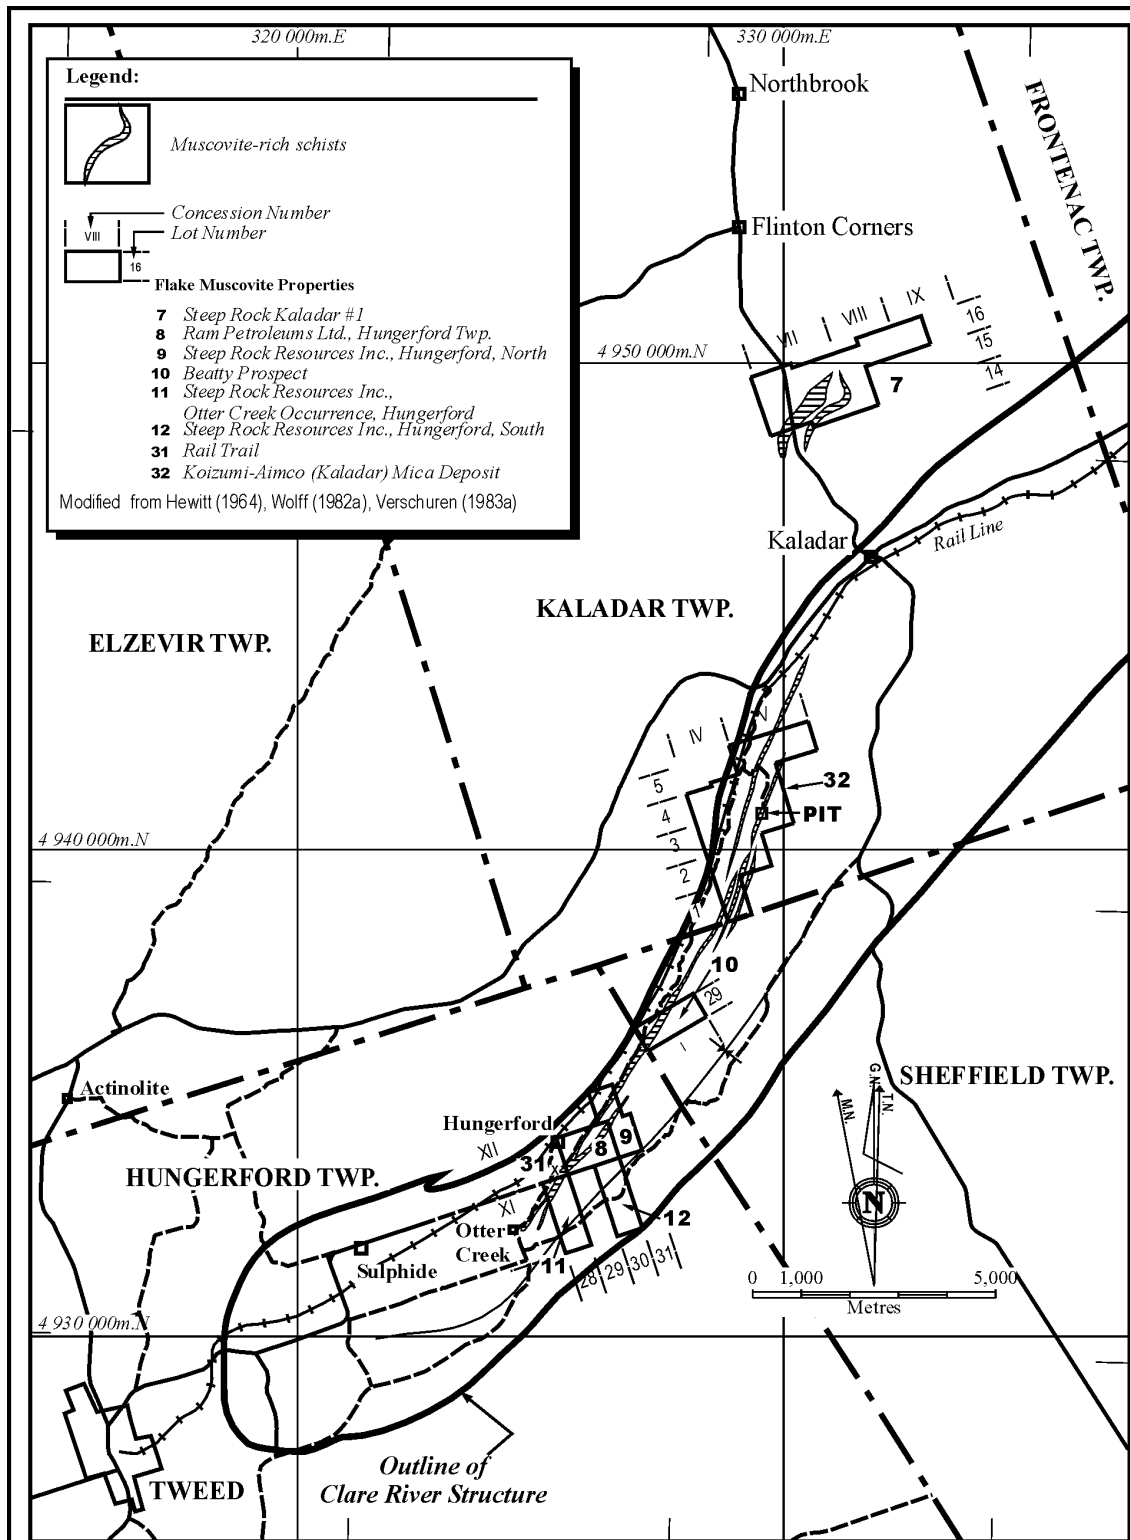 320 000m.E
330 000m.E
Legend:
Muscovite-rich schists
Concession Number
Lot Number
VIII
16
Flake Muscovite Properties
7 Steep Rock Kaladar #1
8 Ram Petroleums Ltd., Hungerford Twp.
9 Steep Rock Resources Inc., Hungerford, North
10 Beatty Prospect
11 Steep Rock Resources Inc.,
Otter Creek Occurrence, Hungerford
12 Steep Rock Resources Inc., Hungerford, South
31 Rail Trail
32 Koizumi-Aimco (Kaladar) Mica Deposit
Modified from Hewitt (1964), Wolff (1982a), Verschuren (1983a)
Northbrook
Flinton Corners
FRONTENAC TWP.
VII
VIII
IX
16
15
14
4 950 000m.N
7
Kaladar
Rail Line
KALADAR TWP.
ELZEVIR TWP.
IV
V
5
4
3
2
1
32
PIT
4 940 000m.N
10
29
I
SHEFFIELD TWP.
Actinolite
Hungerford
XII
8
9
31
x
HUNGERFORD TWP.
XI
Otter
Creek
12
11
Sulphide
28
29
30
31
G.N.
T.N.
M.N.
N
0
1,000
5,000
Metres
4 930 000m.N
Outline of
Clare River Structure
TWEED